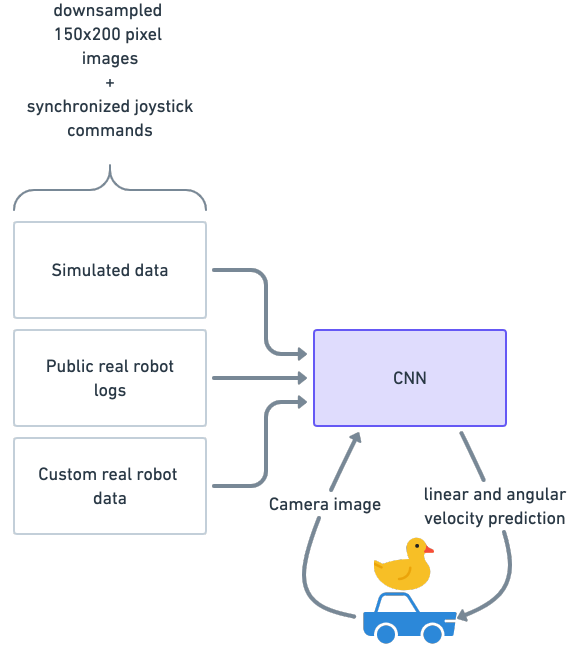 downsampled
150x200 pixel
images
+
synchronized joystick
commands
Simulated data
Public real robot
logs
Custom real robot
data
CNN
Camera image
linear and angular
velocity prediction